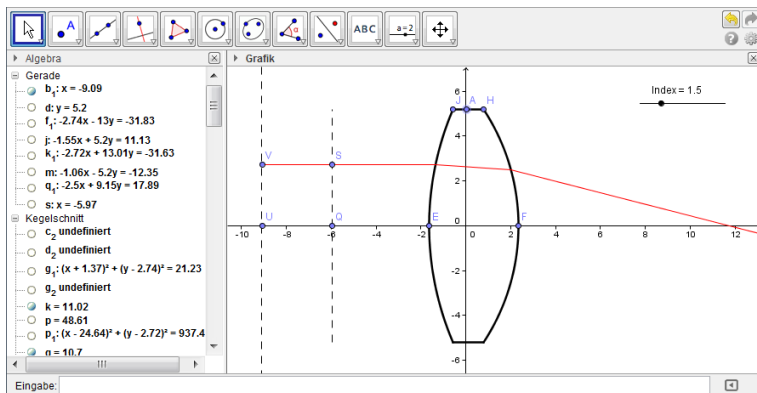 A
ABC
a=2
Algebra
Grafik
Gerade
b₁: x = -9.09
d: y = 5.2
f₁: -2.74x - 13y = -31.83
j: -1.55x + 5.2y = 11.13
k₁: -2.72x + 13.01y = -31.63
m: -1.06x - 5.2y = -12.35
q₁: -2.5x + 9.15y = 17.89
s: x = -5.97
Kegelschnitt
c₂ undefiniert
d₂ undefiniert
g₁: (x + 1.37)² + (y - 2.74)² = 21.23
g₂ undefiniert
k = 11.02
p = 48.61
p₁: (x - 24.64)² + (y - 2.72)² = 937.4
q = 10.7
Index = 1.5
J A H
V S
U Q E F
6
4
2
0
-2
-4
-6
-10 -8 -6 -4 -2 0 2 4 6 8 10 12
Eingabe: